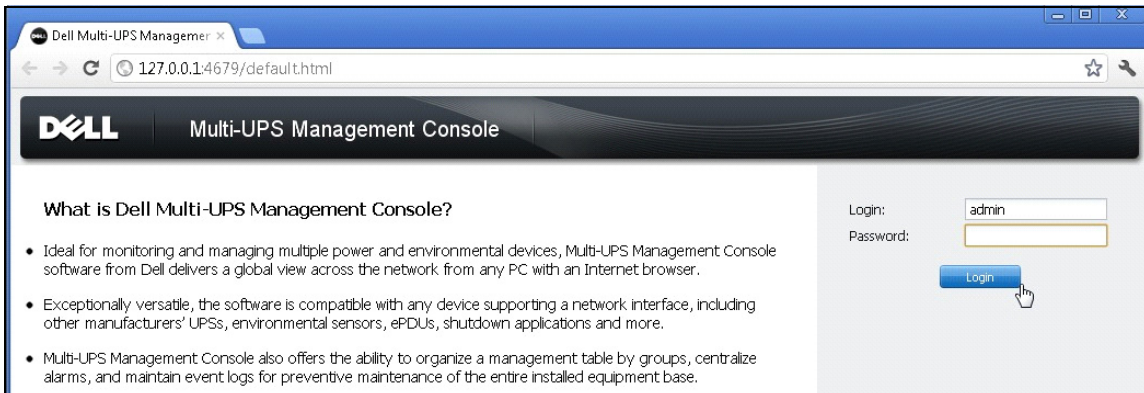 Dell Multi-UPS Managemer
127.0.0.1:4679/default.html
DELL Multi-UPS Management Console
What is Dell Multi-UPS Management Console?
• Ideal for monitoring and managing multiple power and environmental devices, Multi-UPS Management Console
software from Dell delivers a global view across the network from any PC with an Internet browser.
• Exceptionally versatile, the software is compatible with any device supporting a network interface, including
other manufacturers' UPSs, environmental sensors, ePDUs, shutdown applications and more.
• Multi-UPS Management Console also offers the ability to organize a management table by groups, centralize
alarms, and maintain event logs for preventive maintenance of the entire installed equipment base.
Login: admin
Password:
Login